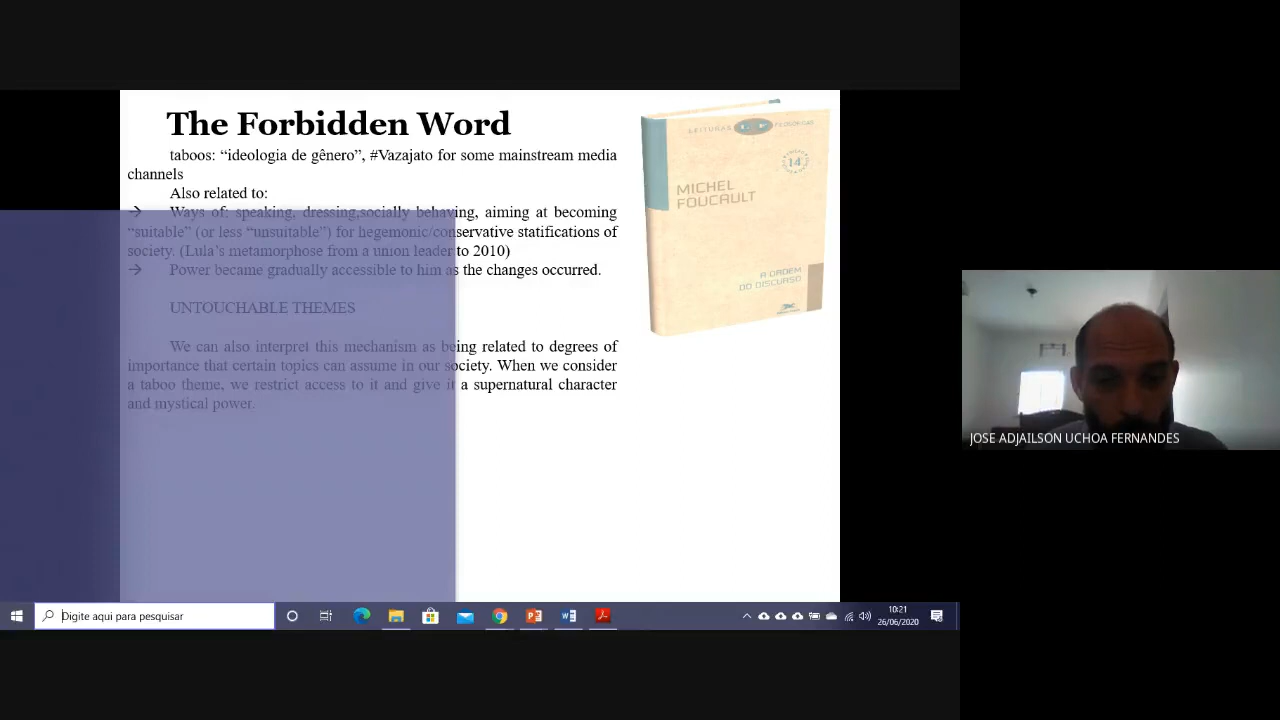 The Forbidden Word
taboos: “ideologia de gênero”, #Vazajato for some mainstream media
channels
Also related to:
→ Ways of: speaking, dressing,socially behaving, aiming at becoming
“suitable” (or less “unsuitable”) for hegemonic/conservative statifications of
society. (Lula’s metamorphose from a union leader to 2010)
→ Power became gradually accessible to him as the changes occurred.
UNTOUCHABLE THEMES
We can also interpret this mechanism as being related to degrees of
importance that certain topics can assume in our society. When we consider
a taboo theme, we restrict access to it and give it a supernatural character
and mystical power.
LEITURAS FILOSÓFICAS
14ª
MICHEL
FOUCAULT
A ORDEM
DO DISCURSO
JOSE ADJAILSON UCHOA FERNANDES
Digite aqui para pesquisar
10:21
26/06/2020